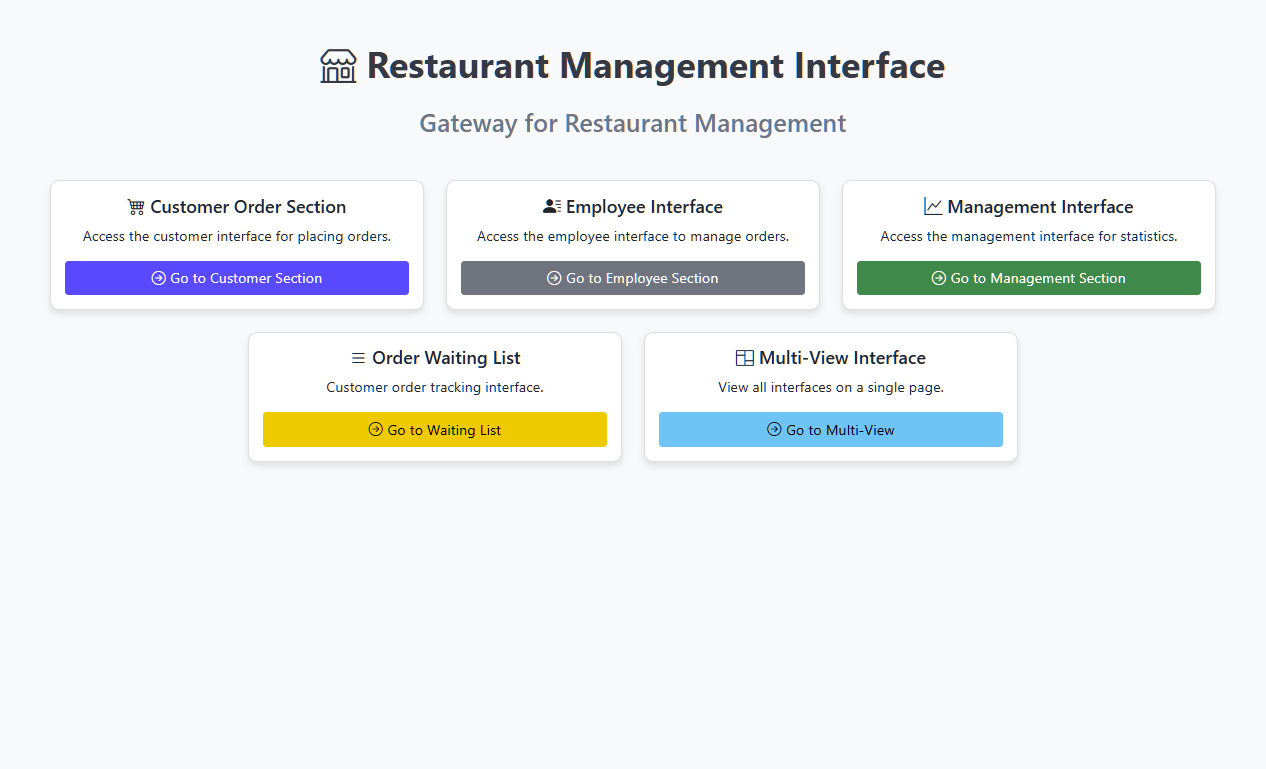 Restaurant Management Interface
Gateway for Restaurant Management
Customer Order Section
Access the customer interface for placing orders.
Go to Customer Section
Employee Interface
Access the employee interface to manage orders.
Go to Employee Section
Management Interface
Access the management interface for statistics.
Go to Management Section
Order Waiting List
Customer order tracking interface.
Go to Waiting List
Multi-View Interface
View all interfaces on a single page.
Go to Multi-View